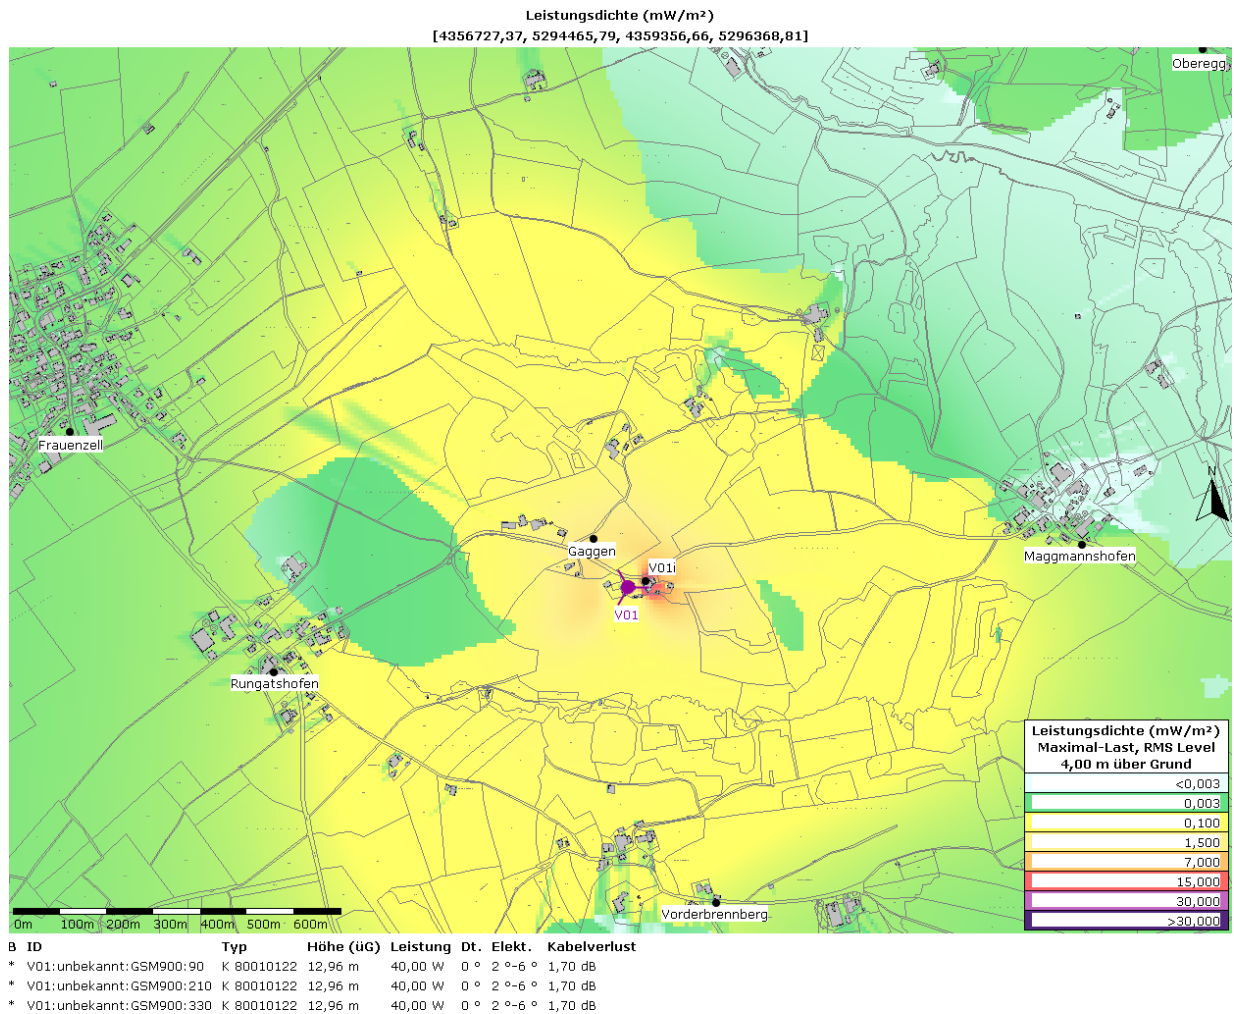 Leistungsdichte (mW/m²)
[4356727,37, 5294465,79, 4359356,66, 5296368,81]
Oberegg
Frauenzell
N
Gaggen
Maggmannshofen
V01i
V01
Rungatshofen
Vorderbrennberg
Leistungsdichte (mW/m²)
Maximal-Last, RMS Level
4,00 m über Grund
<0,003
0,003
0,100
1,500
7,000
15,000
30,000
>30,000
0m 100m 200m 300m 400m 500m 600m
B ID Typ Höhe (üG) Leistung Dt. Elekt. Kabelverlust
* V01:unbekannt:GSM900:90 K 80010122 12,96 m 40,00 W 0 ° 2 °-6 ° 1,70 dB
* V01:unbekannt:GSM900:210 K 80010122 12,96 m 40,00 W 0 ° 2 °-6 ° 1,70 dB
* V01:unbekannt:GSM900:330 K 80010122 12,96 m 40,00 W 0 ° 2 °-6 ° 1,70 dB